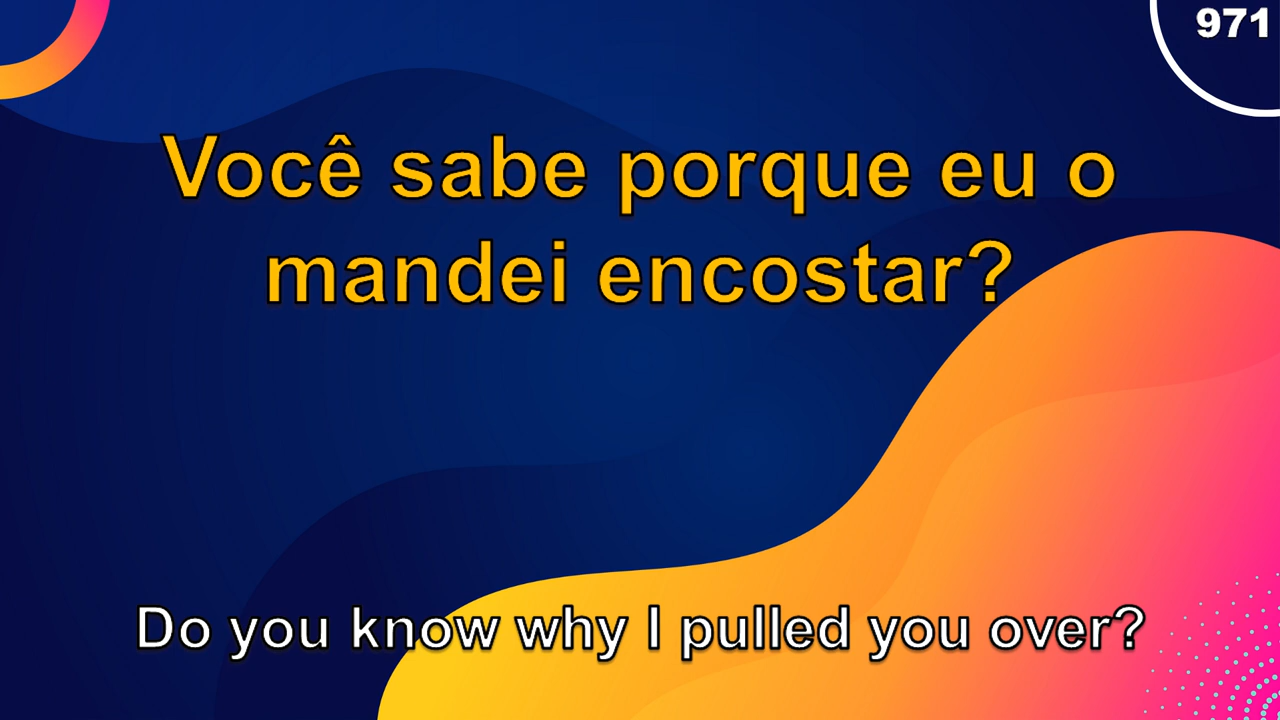 971
Você sabe porque eu o
mandei encostar?
Do you know why I pulled you over?